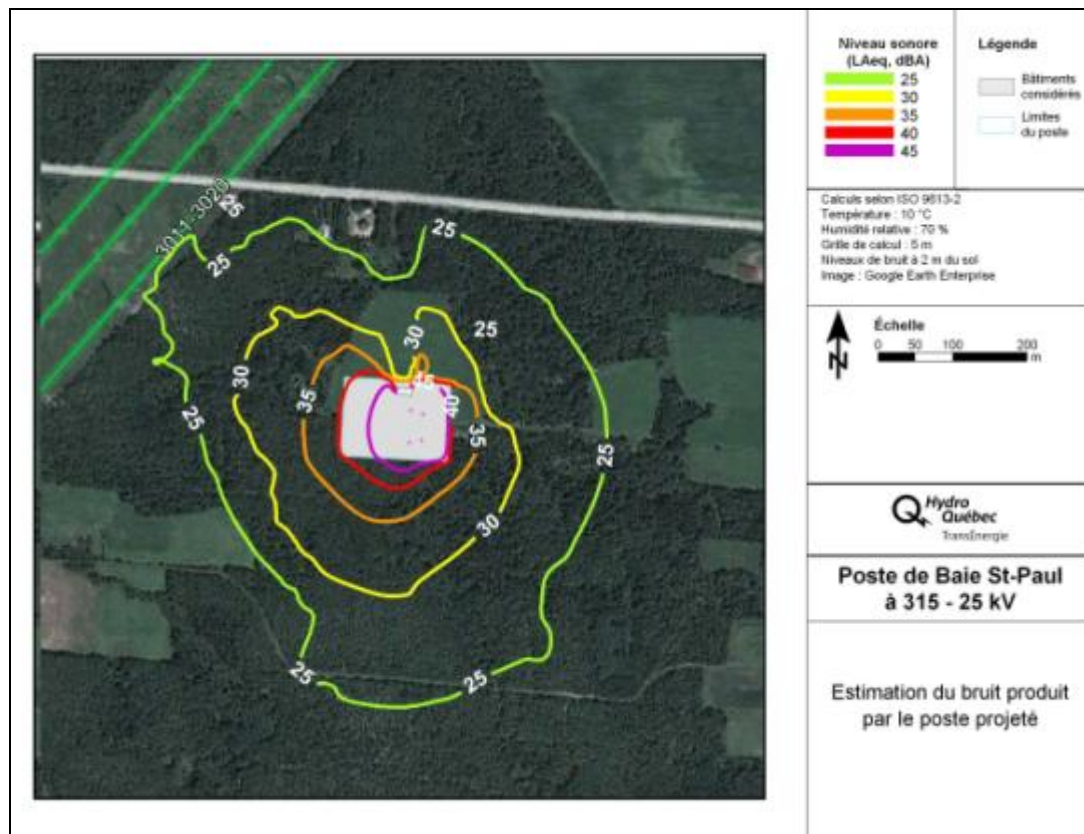 Niveau sonore
(LAeq, dBA)
25
30
35
40
45
Légende
Bâtiments
considérés
Limites
du poste
Calculs selon ISO 9613-2
Température : 10 °C
Humidité relative : 70 %
Grille de calcul : 5 m
Niveaux de bruit à 2 m du sol
Image : Google Earth Enterprise
N
Échelle
0 50 100 200
m
Hydro
Québec
TransÉnergie
Poste de Baie St-Paul
à 315 - 25 kV
Estimation du bruit produit
par le poste projeté
3011-3020
25
25
25
25
30
30
35
40
35
25
25
30
25
25